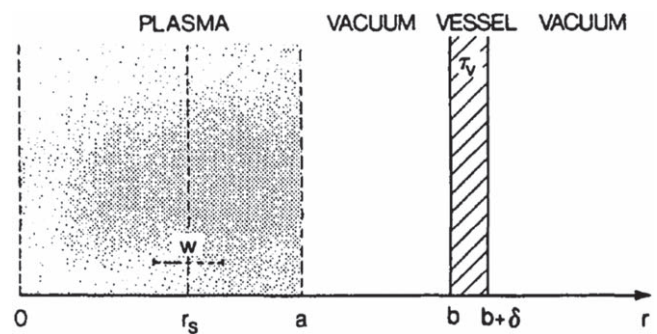 PLASMA VACUUM VESSEL VACUUM
τᵥ
w
0 rₛ a b b+δ r